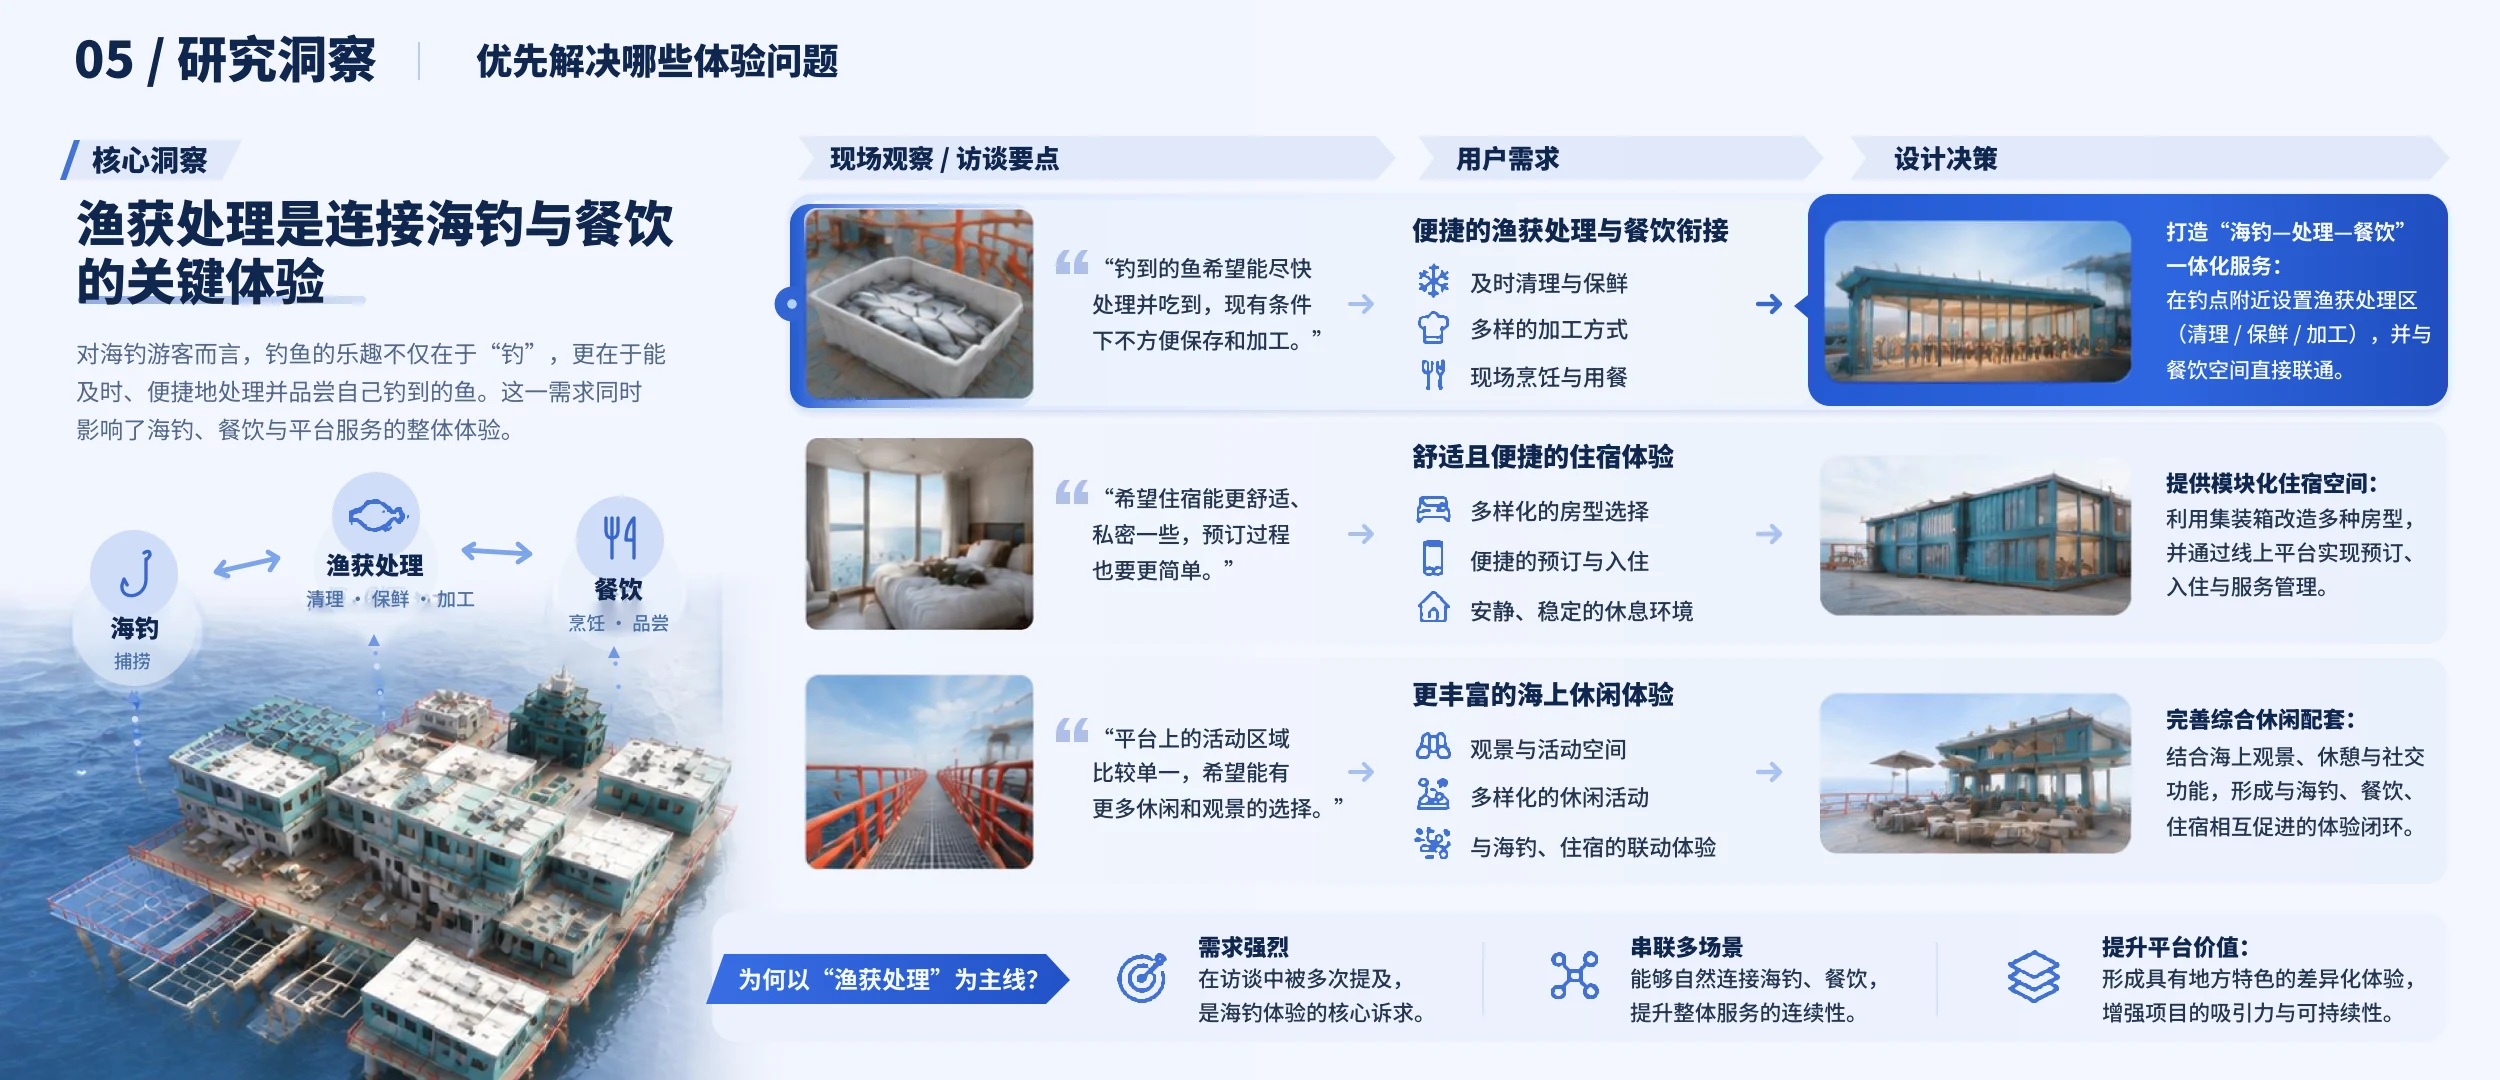 05 / 研究洞察
优先解决哪些体验问题
核心洞察
渔获处理是连接海钓与餐饮
的关键体验
对海钓游客而言，钓鱼的乐趣不仅在于“钓”，更在于能
及时、便捷地处理并品尝自己钓到的鱼。这一需求同时
影响了海钓、餐饮与平台服务的整体体验。
海钓
捕捞
渔获处理
清理 · 保鲜 · 加工
餐饮
烹饪 · 品尝
现场观察 / 访谈要点
用户需求
设计决策
“钓到的鱼希望能尽快
处理并吃到，现有条件
下不方便保存和加工。”
便捷的渔获处理与餐饮衔接
及时清理与保鲜
多样的加工方式
现场烹饪与用餐
打造“海钓—处理—餐饮”
一体化服务：
在钓点附近设置渔获处理区
（清理 / 保鲜 / 加工），并与
餐饮空间直接联通。
“希望住宿能更舒适、
私密一些，预订过程
也要更简单。”
舒适且便捷的住宿体验
多样化的房型选择
便捷的预订与入住
安静、稳定的休息环境
提供模块化住宿空间：
利用集装箱改造多种房型，
并通过线上平台实现预订、
入住与服务管理。
“平台上的活动区域
比较单一，希望能有
更多休闲和观景的选择。”
更丰富的海上休闲体验
观景与活动空间
多样化的休闲活动
与海钓、住宿的联动体验
完善综合休闲配套：
结合海上观景、休憩与社交
功能，形成与海钓、餐饮、
住宿相互促进的体验闭环。
为何以“渔获处理”为主线？
需求强烈
在访谈中被多次提及，
是海钓体验的核心诉求。
串联多场景
能够自然连接海钓、餐饮，
提升整体服务的连续性。
提升平台价值：
形成具有地方特色的差异化体验，
增强项目的吸引力与可持续性。